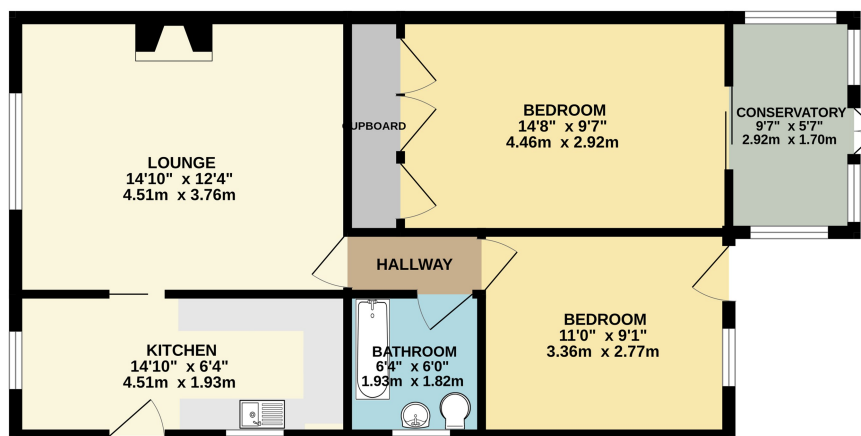 LOUNGE
14'10" x 12'4"
4.51m x 3.76m
CUPBOARD
BEDROOM
14'8" x 9'7"
4.46m x 2.92m
CONSERVATORY
9'7" x 5'7"
2.92m x 1.70m
HALLWAY
KITCHEN
14'10" x 6'4"
4.51m x 1.93m
BATHROOM
6'4" x 6'0"
1.93m x 1.82m
BEDROOM
11'0" x 9'1"
3.36m x 2.77m